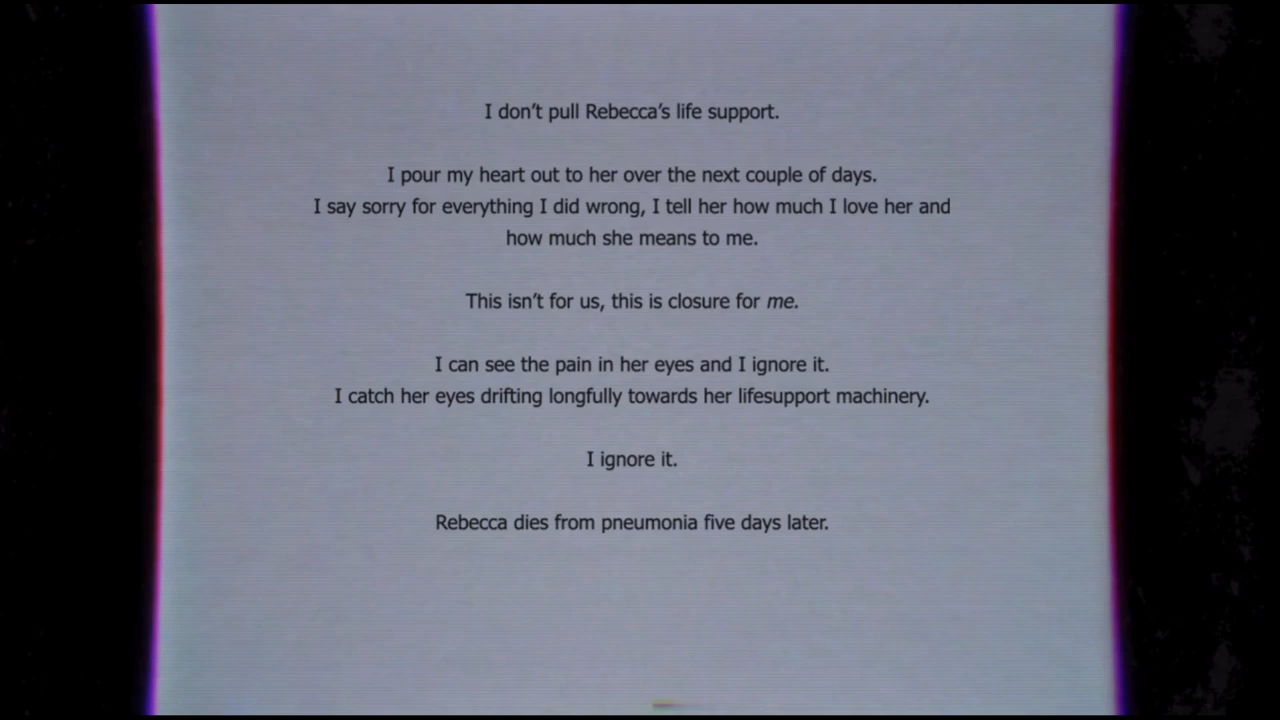 I don't pull Rebecca's life support.
I pour my heart out to her over the next couple of days.
I say sorry for everything I did wrong, I tell her how much I love her and
how much she means to me.
This isn't for us, this is closure for me.
I can see the pain in her eyes and I ignore it.
I catch her eyes drifting longfully towards her lifesupport machinery.
I ignore it.
Rebecca dies from pneumonia five days later.